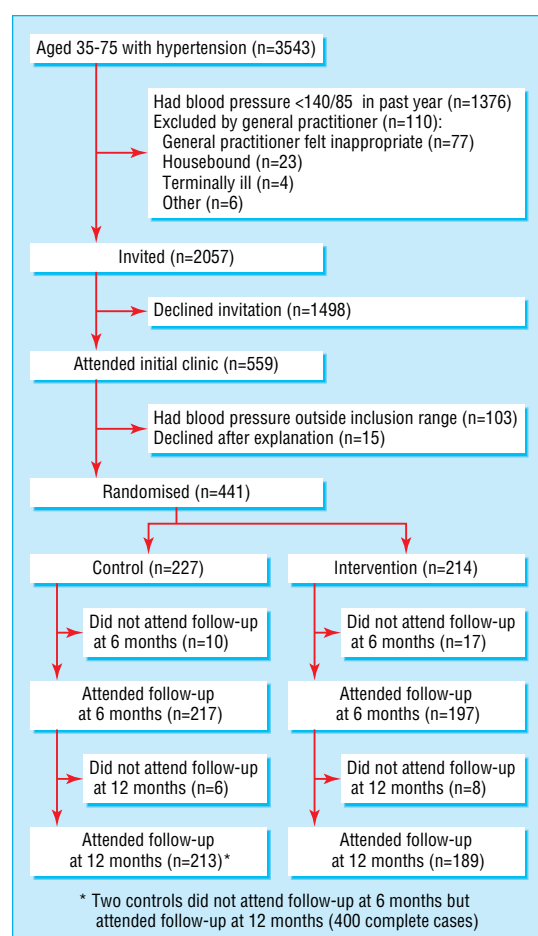 Aged 35-75 with hypertension (n=3543)
Had blood pressure <140/85 in past year (n=1376)
Excluded by general practitioner (n=110):
General practitioner felt inappropriate (n=77)
Housebound (n=23)
Terminally ill (n=4)
Other (n=6)
Invited (n=2057)
Declined invitation (n=1498)
Attended initial clinic (n=559)
Had blood pressure outside inclusion range (n=103)
Declined after explanation (n=15)
Randomised (n=441)
Control (n=227)
Intervention (n=214)
Did not attend follow-up
at 6 months (n=10)
Did not attend follow-up
at 6 months (n=17)
Attended follow-up
at 6 months (n=217)
Attended follow-up
at 6 months (n=197)
Did not attend follow-up
at 12 months (n=6)
Did not attend follow-up
at 12 months (n=8)
Attended follow-up
at 12 months (n=213)*
Attended follow-up
at 12 months (n=189)
* Two controls did not attend follow-up at 6 months but
attended follow-up at 12 months (400 complete cases)